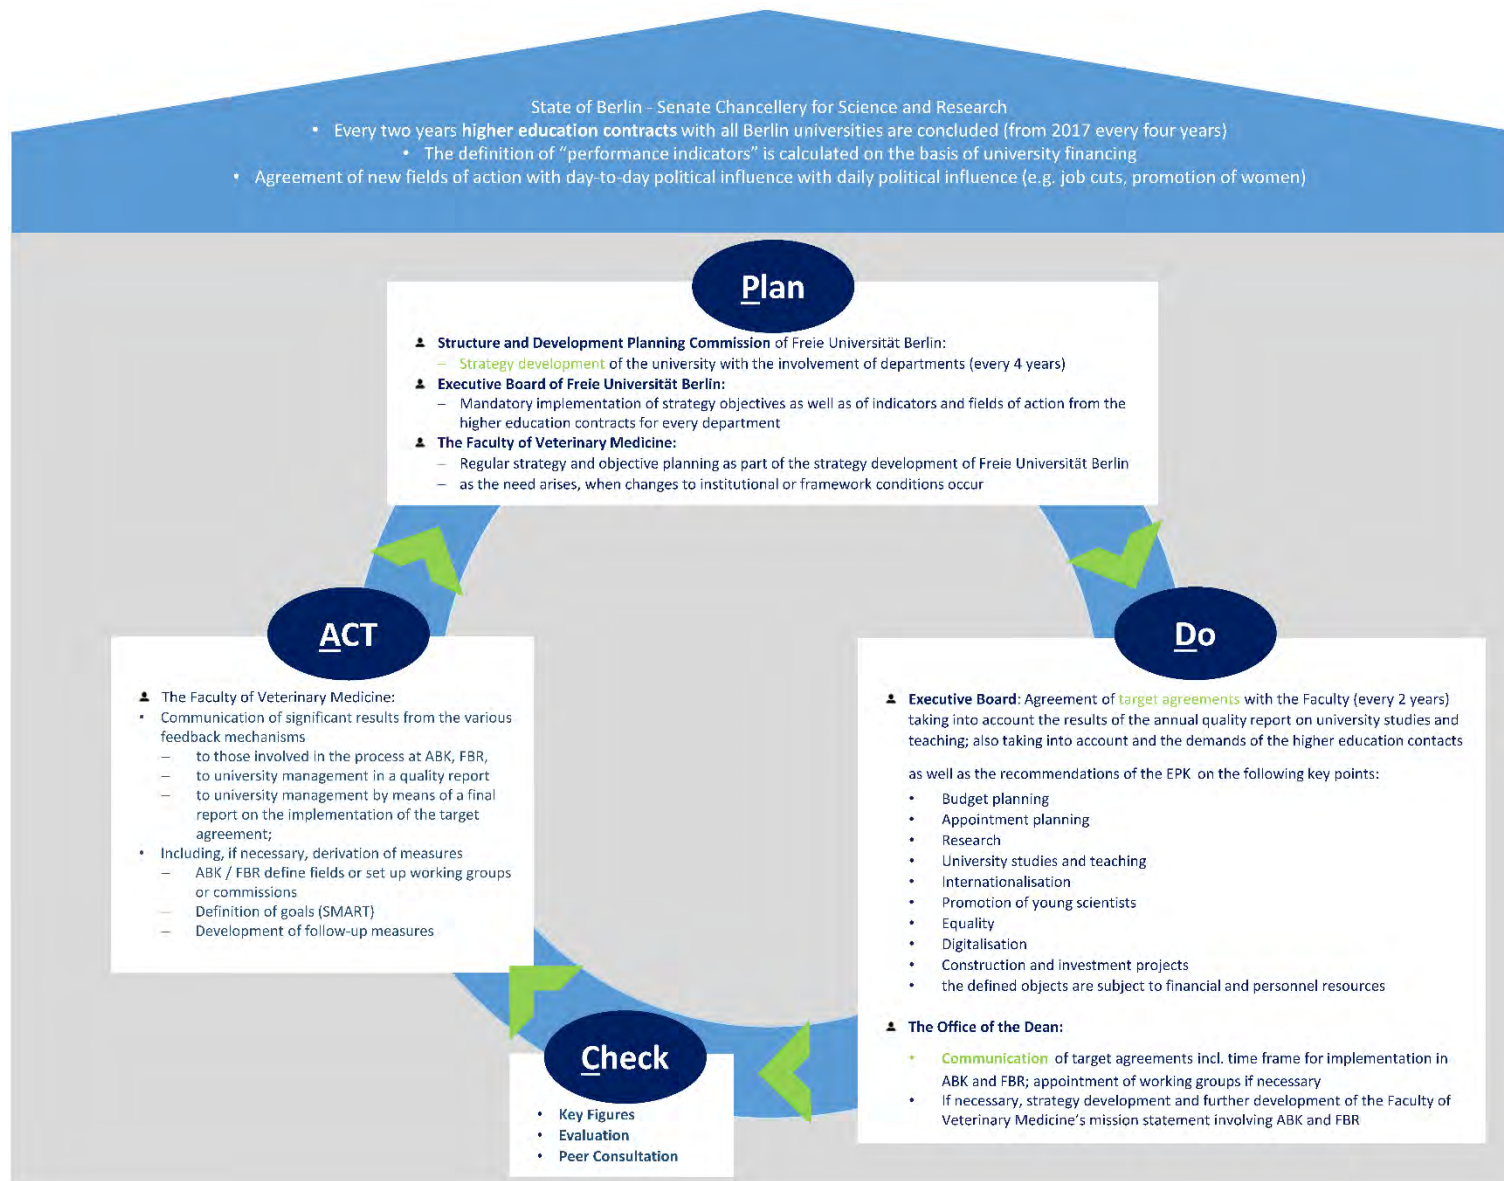 State of Berlin - Senate Chancellery for Science and Research
• Every two years higher education contracts with all Berlin universities are concluded (from 2017 every four years)
• The definition of “performance indicators” is calculated on the basis of university financing
• Agreement of new fields of action with day-to-day political influence with daily political influence (e.g. job cuts, promotion of women)
Plan
Structure and Development Planning Commission of Freie Universität Berlin:
– Strategy development of the university with the involvement of departments (every 4 years)
Executive Board of Freie Universität Berlin:
– Mandatory implementation of strategy objectives as well as of indicators and fields of action from the
higher education contracts for every department
The Faculty of Veterinary Medicine:
– Regular strategy and objective planning as part of the strategy development of Freie Universität Berlin
– as the need arises, when changes to institutional or framework conditions occur
ACT
The Faculty of Veterinary Medicine:
• Communication of significant results from the various
feedback mechanisms
– to those involved in the process at ABK, FBR,
– to university management in a quality report
– to university management by means of a final
report on the implementation of the target
agreement;
• Including, if necessary, derivation of measures
– ABK / FBR define fields or set up working groups
or commissions
– Definition of goals (SMART)
– Development of follow-up measures
Do
Executive Board: Agreement of target agreements with the Faculty (every 2 years)
taking into account the results of the annual quality report on university studies and
teaching; also taking into account and the demands of the higher education contacts
as well as the recommendations of the EPK on the following key points:
• Budget planning
• Appointment planning
• Research
• University studies and teaching
• Internationalisation
• Promotion of young scientists
• Equality
• Digitalisation
• Construction and investment projects
• the defined objects are subject to financial and personnel resources
The Office of the Dean:
• Communication of target agreements incl. time frame for implementation in
ABK and FBR; appointment of working groups if necessary
• If necessary, strategy development and further development of the Faculty of
Veterinary Medicine’s mission statement involving ABK and FBR
Check
• Key Figures
• Evaluation
• Peer Consultation